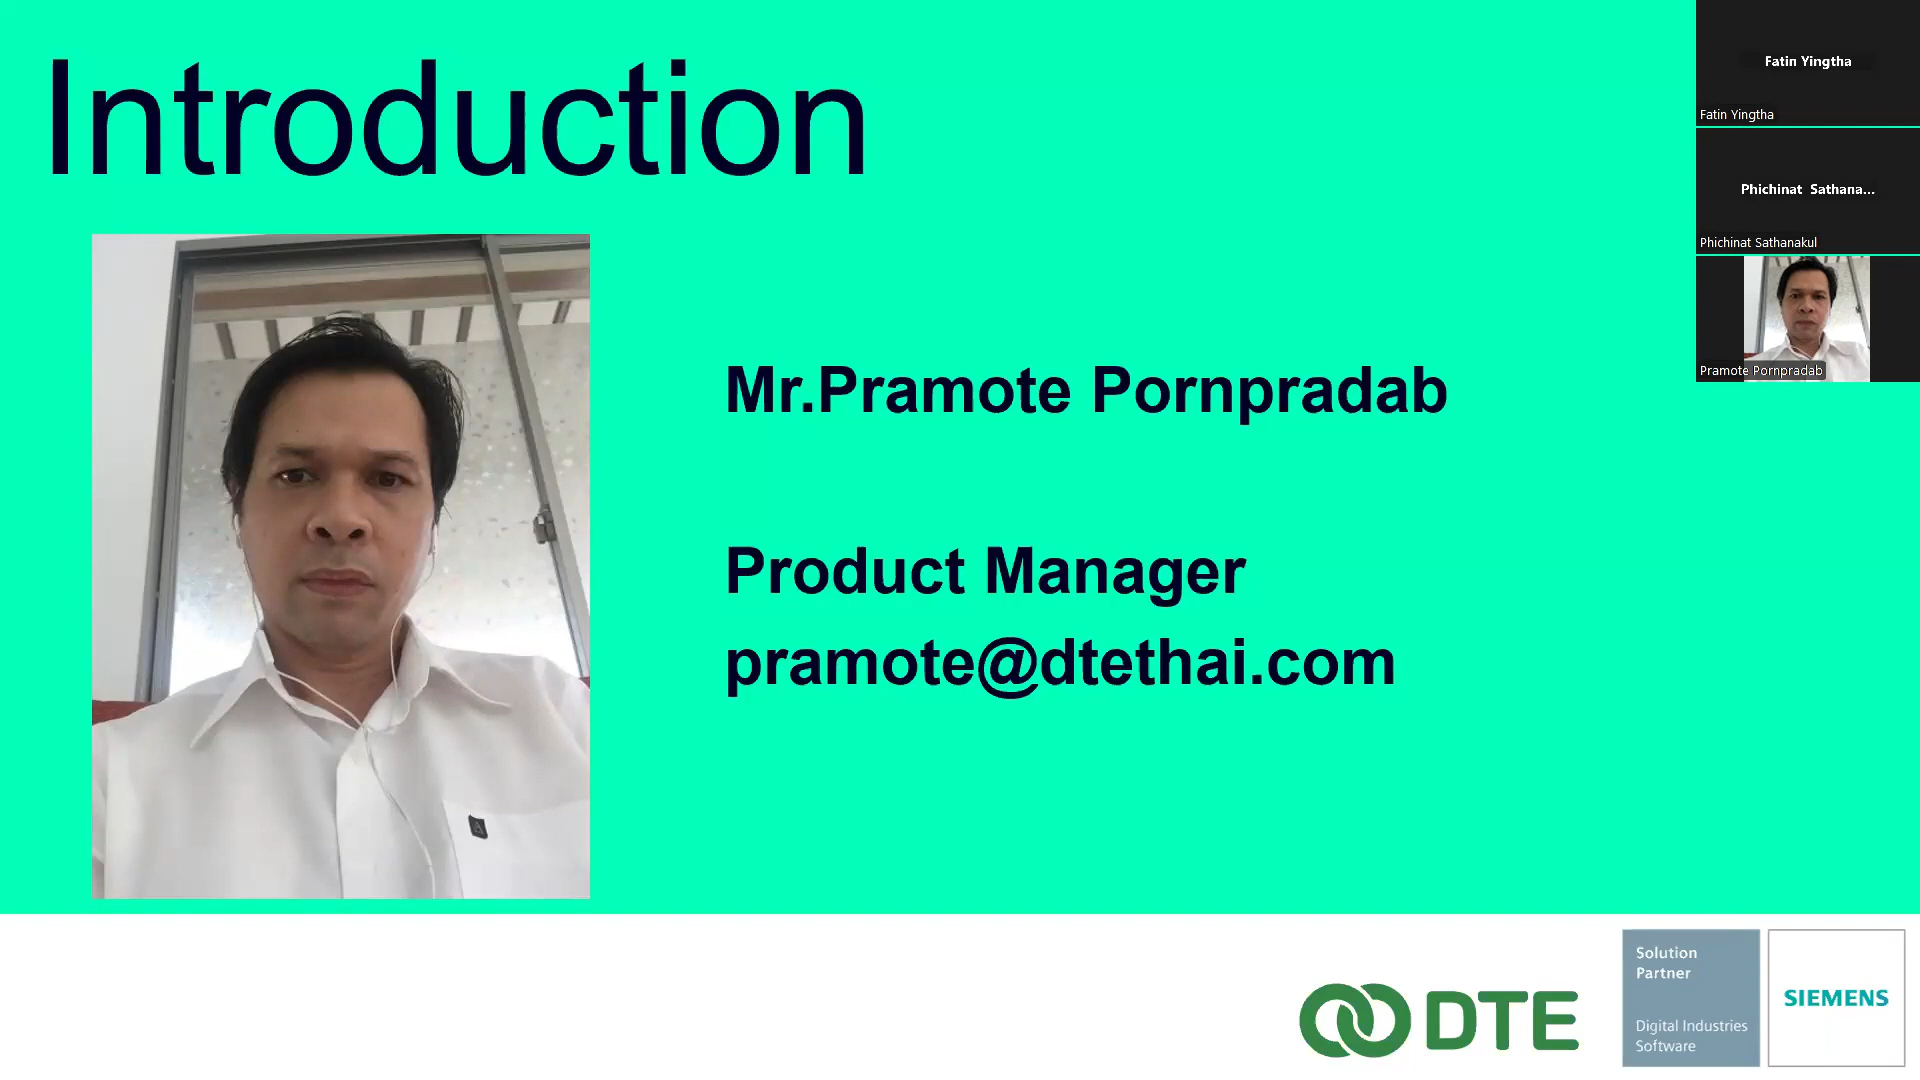 Introduction
Mr.Pramote Pornpradab
Product Manager
pramote@dtethai.com
Fatin Yingtha
Fatin Yingtha
Phichinat Sathana...
Phichinat Sathanakul
Pramote Pornpradab
DTE
Solution
Partner
Digital Industries
Software
SIEMENS